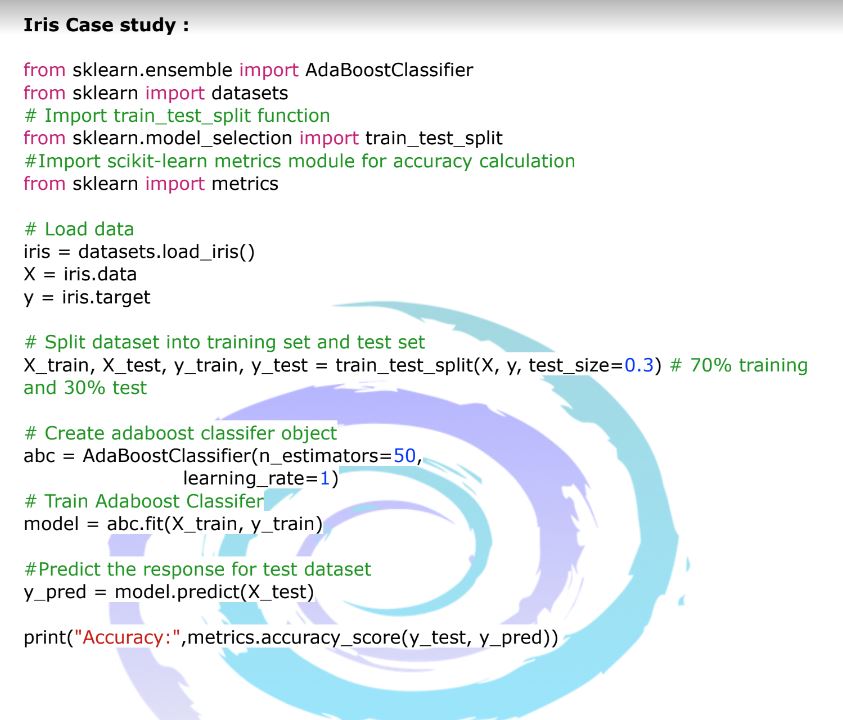 Iris Case study :
from sklearn.ensemble import AdaBoostClassifier
from sklearn import datasets
# Import train_test_split function
from sklearn.model_selection import train_test_split
#Import scikit-learn metrics module for accuracy calculation
from sklearn import metrics
# Load data
iris = datasets.load_iris()
X = iris.data
y = iris.target
# Split dataset into training set and test set
X_train, X_test, y_train, y_test = train_test_split(X, y, test_size=0.3) # 70% training
and 30% test
# Create adaboost classifer object
abc = AdaBoostClassifier(n_estimators=50,
learning_rate=1)
# Train Adaboost Classifer
model = abc.fit(X_train, y_train)
#Predict the response for test dataset
y_pred = model.predict(X_test)
print("Accuracy:",metrics.accuracy_score(y_test, y_pred))